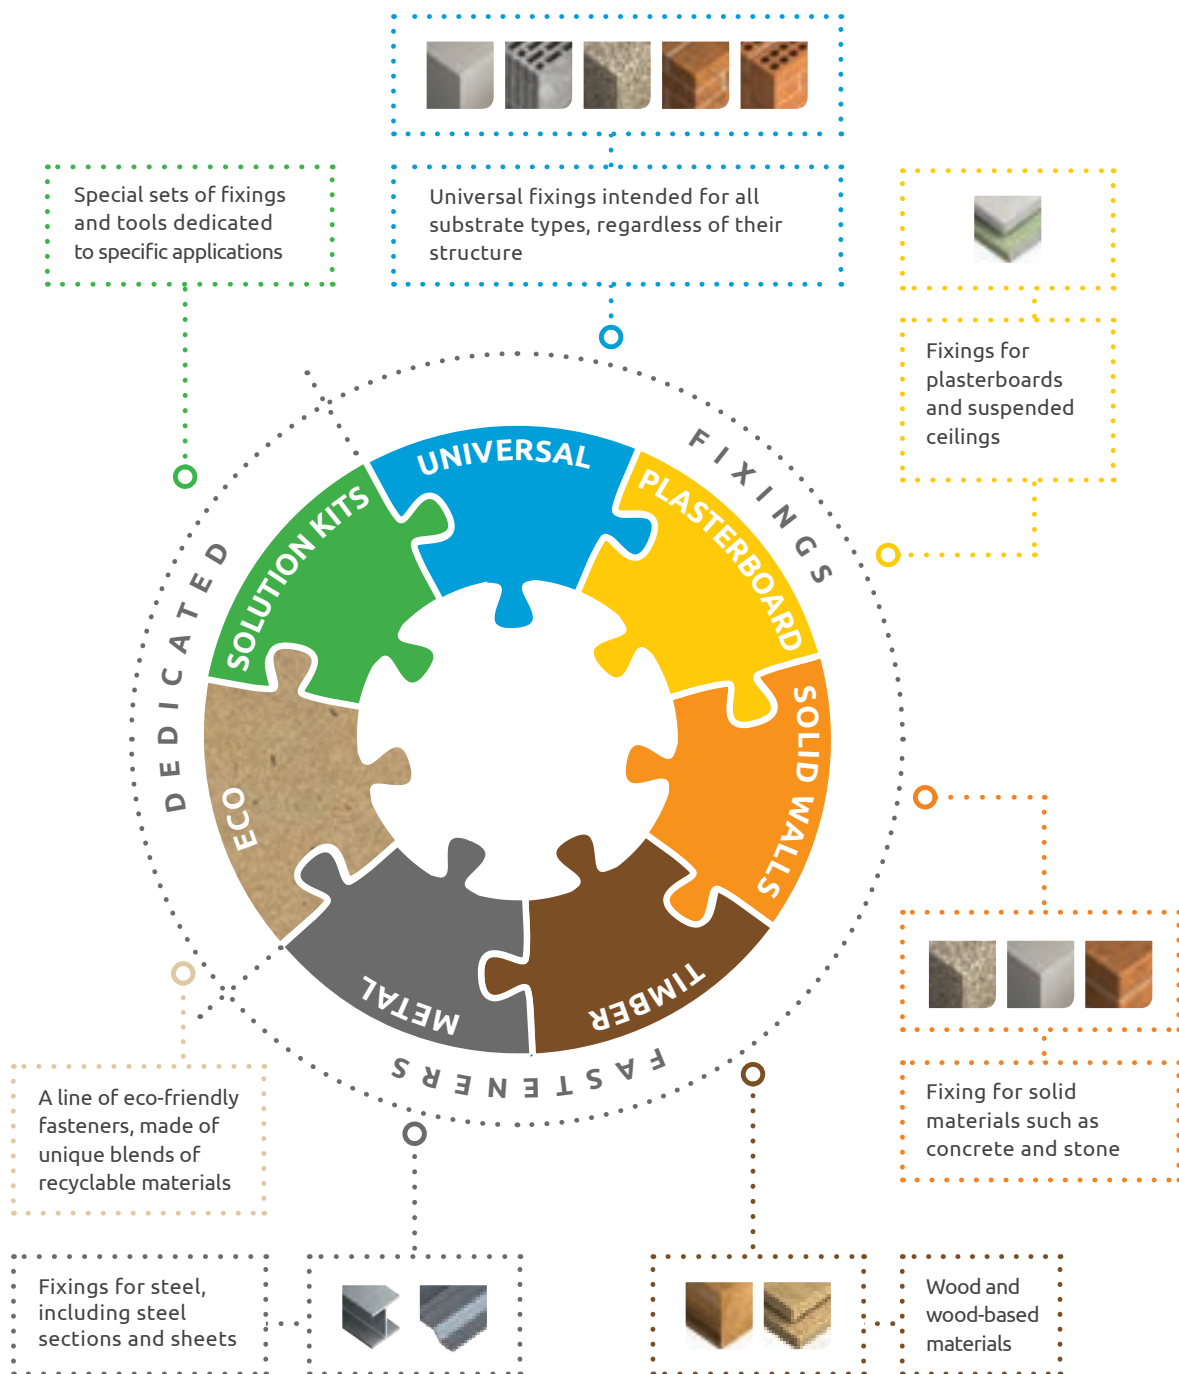 Special sets of fixings
and tools dedicated
to specific applications
Universal fixings intended for all
substrate types, regardless of their
structure
Fixings for
plasterboards
and suspended
ceilings
FIXINGS
DEDICATED
FASTENERS
UNIVERSAL
PLASTERBOARD
SOLID WALLS
TIMBER
METAL
ECO
SOLUTION KITS
Fixing for solid
materials such as
concrete and stone
A line of eco-friendly
fasteners, made of
unique blends of
recyclable materials
Fixings for steel,
including steel
sections and sheets
Wood and
wood-based
materials